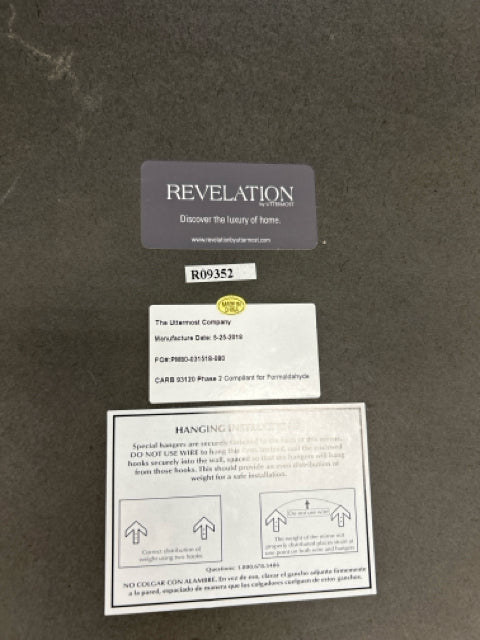 REVELATION
by UTTERMOST
Discover the luxury of home.
www.revelationbyuttermost.com
R09352
MADE IN
CHINA
The Uttermost Company
Manufacture Date: 5-25-2018
PO#:PM80-031518-080
CARB 93120 Phase 2 Compliant for Formaldehyde
HANGING INSTRUCTIONS
Special hangers are securely fastened to the back of this mirror.
DO NOT USE WIRE to hang this item. Instead, nail the enclosed
hooks securely into the wall, spaced so that the hangers will hang
from those hooks. This should provide an even distribution of
weight for a safe installation.
Correct distribution of
weight using two hooks
Do not use wire
The weight of the mirror not
properly distributed places strain at
one point on both wire and hangers
Questions: 1.800.678.5486
NO COLGAR CON ALAMBRE. En vez de eso, clavar el gancho adjunto firmemente
a la pared, espaciado de manera que los colgadores cuelguen de estos ganchos.